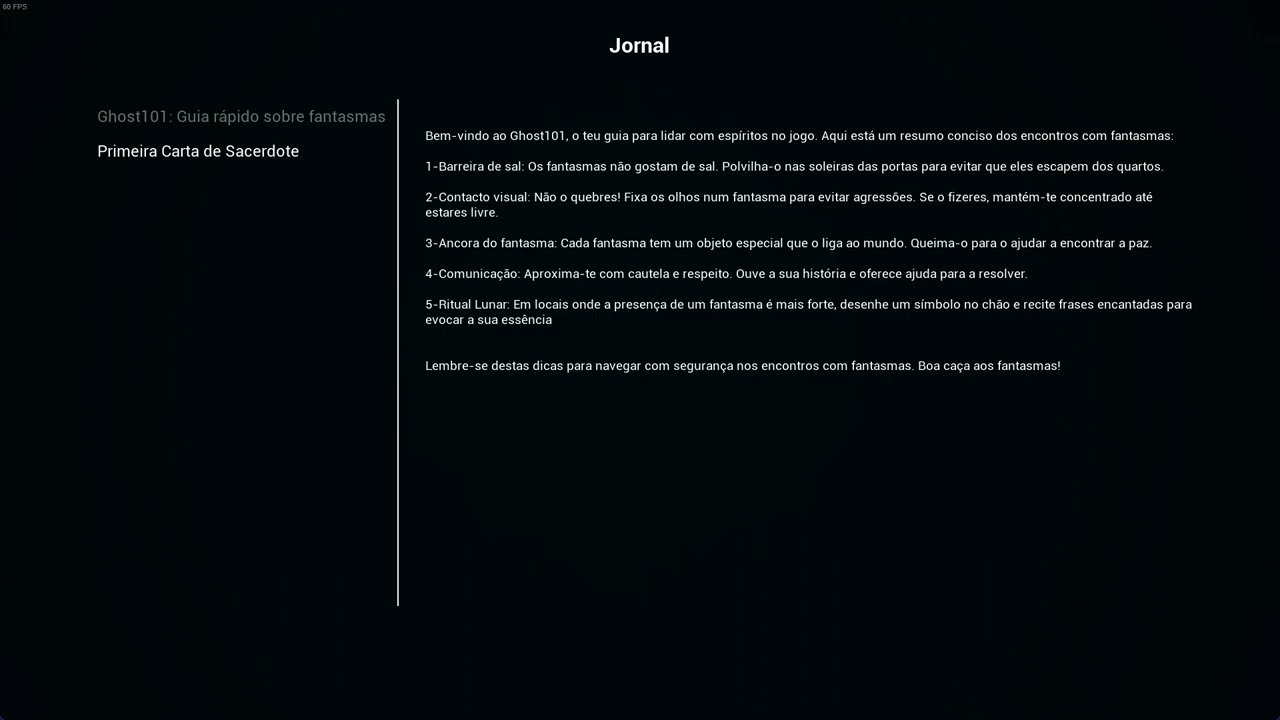 60 FPS
Jornal
Ghost101: Guia rápido sobre fantasmas
Primeira Carta de Sacerdote
Bem-vindo ao Ghost101, o teu guia para lidar com espíritos no jogo. Aqui está um resumo conciso dos encontros com fantasmas:
1-Barreira de sal: Os fantasmas não gostam de sal. Polvilha-o nas soleiras das portas para evitar que eles escapem dos quartos.
2-Contacto visual: Não o quebres! Fixa os olhos num fantasma para evitar agressões. Se o fizeres, mantém-te concentrado até
estares livre.
3-Ancora do fantasma: Cada fantasma tem um objeto especial que o liga ao mundo. Queima-o para o ajudar a encontrar a paz.
4-Comunicação: Aproxima-te com cautela e respeito. Ouve a sua história e oferece ajuda para a resolver.
5-Ritual Lunar: Em locais onde a presença de um fantasma é mais forte, desenhe um símbolo no chão e recite frases encantadas para
evocar a sua essência
Lembre-se destas dicas para navegar com segurança nos encontros com fantasmas. Boa caça aos fantasmas!